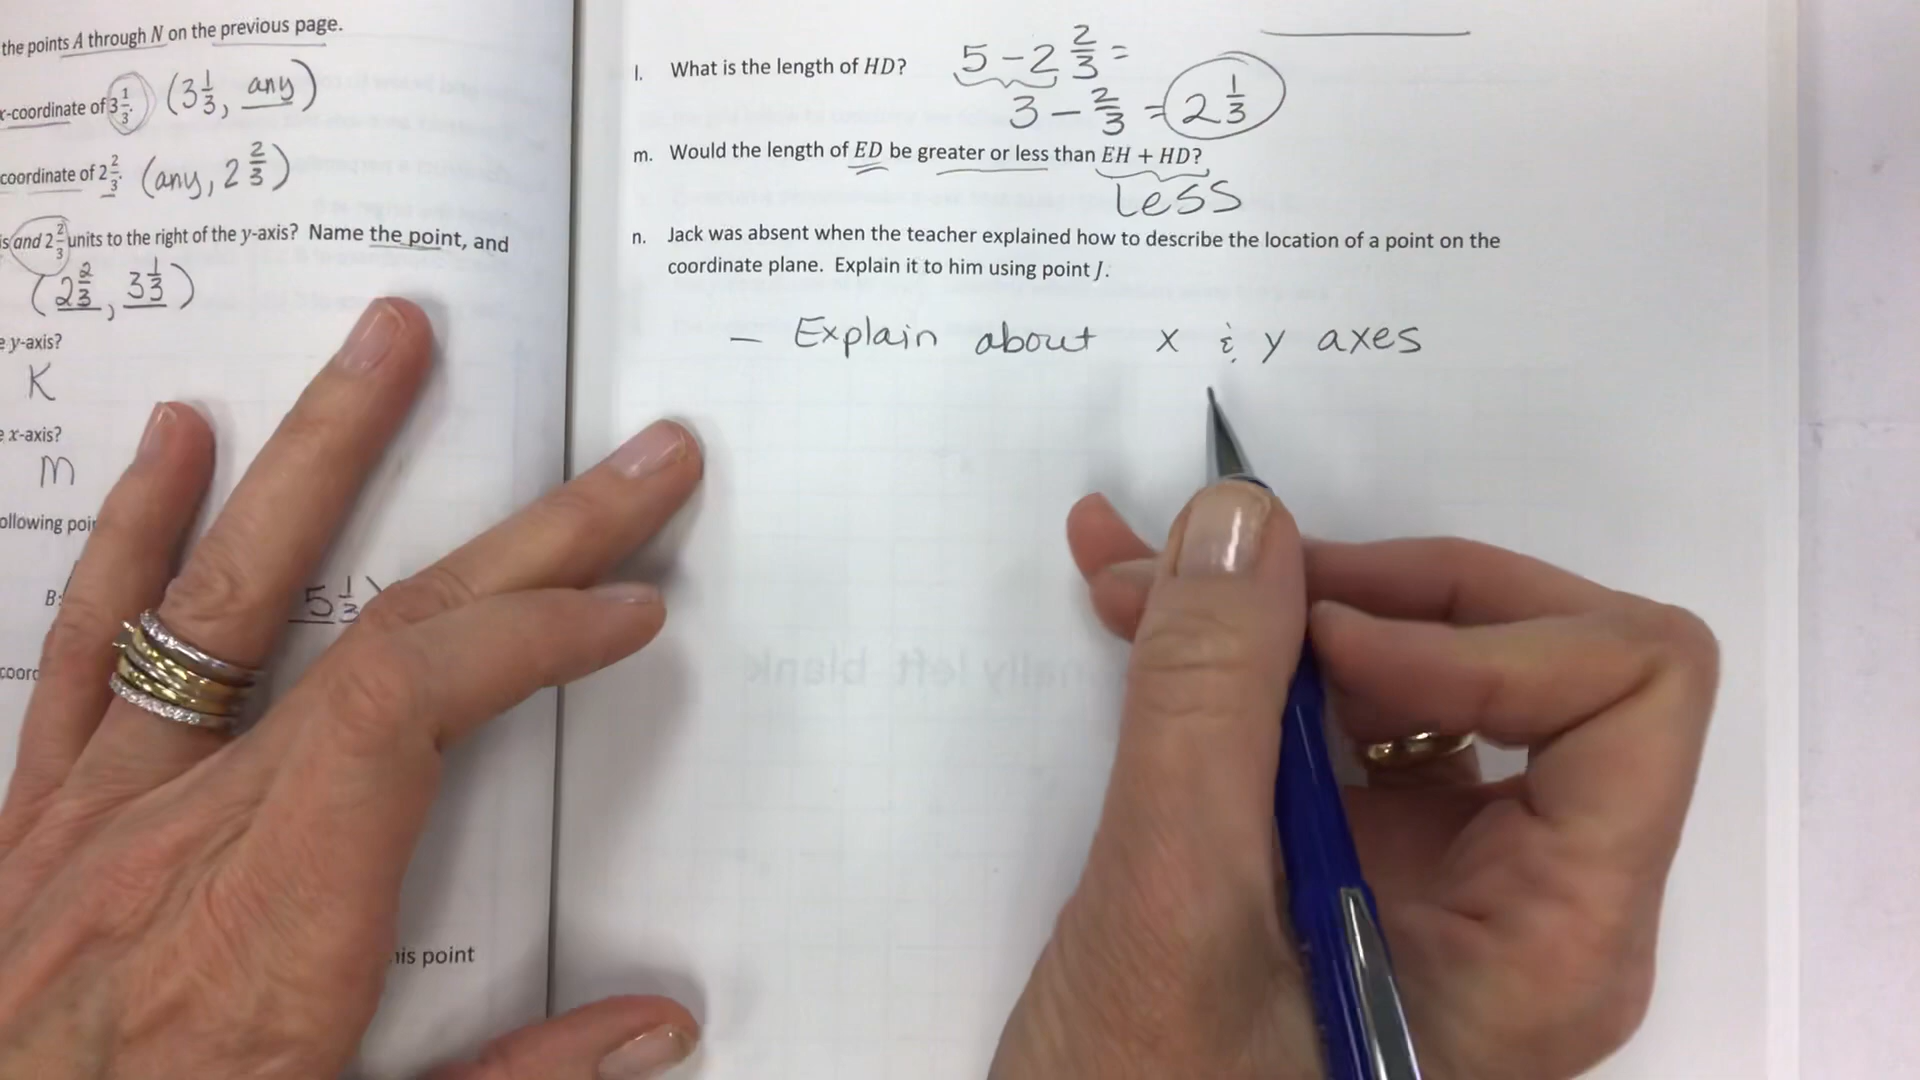 the points A through N on the previous page.
x-coordinate of 3 1/3. (3 1/3, any)
coordinate of 2 2/3. (any, 2 2/3)
and 2 2/3 units to the right of the y-axis? Name the point, and
(2 2/3, 3 1/3)
y-axis?
K
x-axis?
M
B:
5 1/3)
point
l. What is the length of HD? 5 - 2 2/3 =
3 - 2/3 = 2 1/3
m. Would the length of ED be greater or less than EH + HD?
Less
n. Jack was absent when the teacher explained how to describe the location of a point on the
coordinate plane. Explain it to him using point J.
- Explain about x & y axes